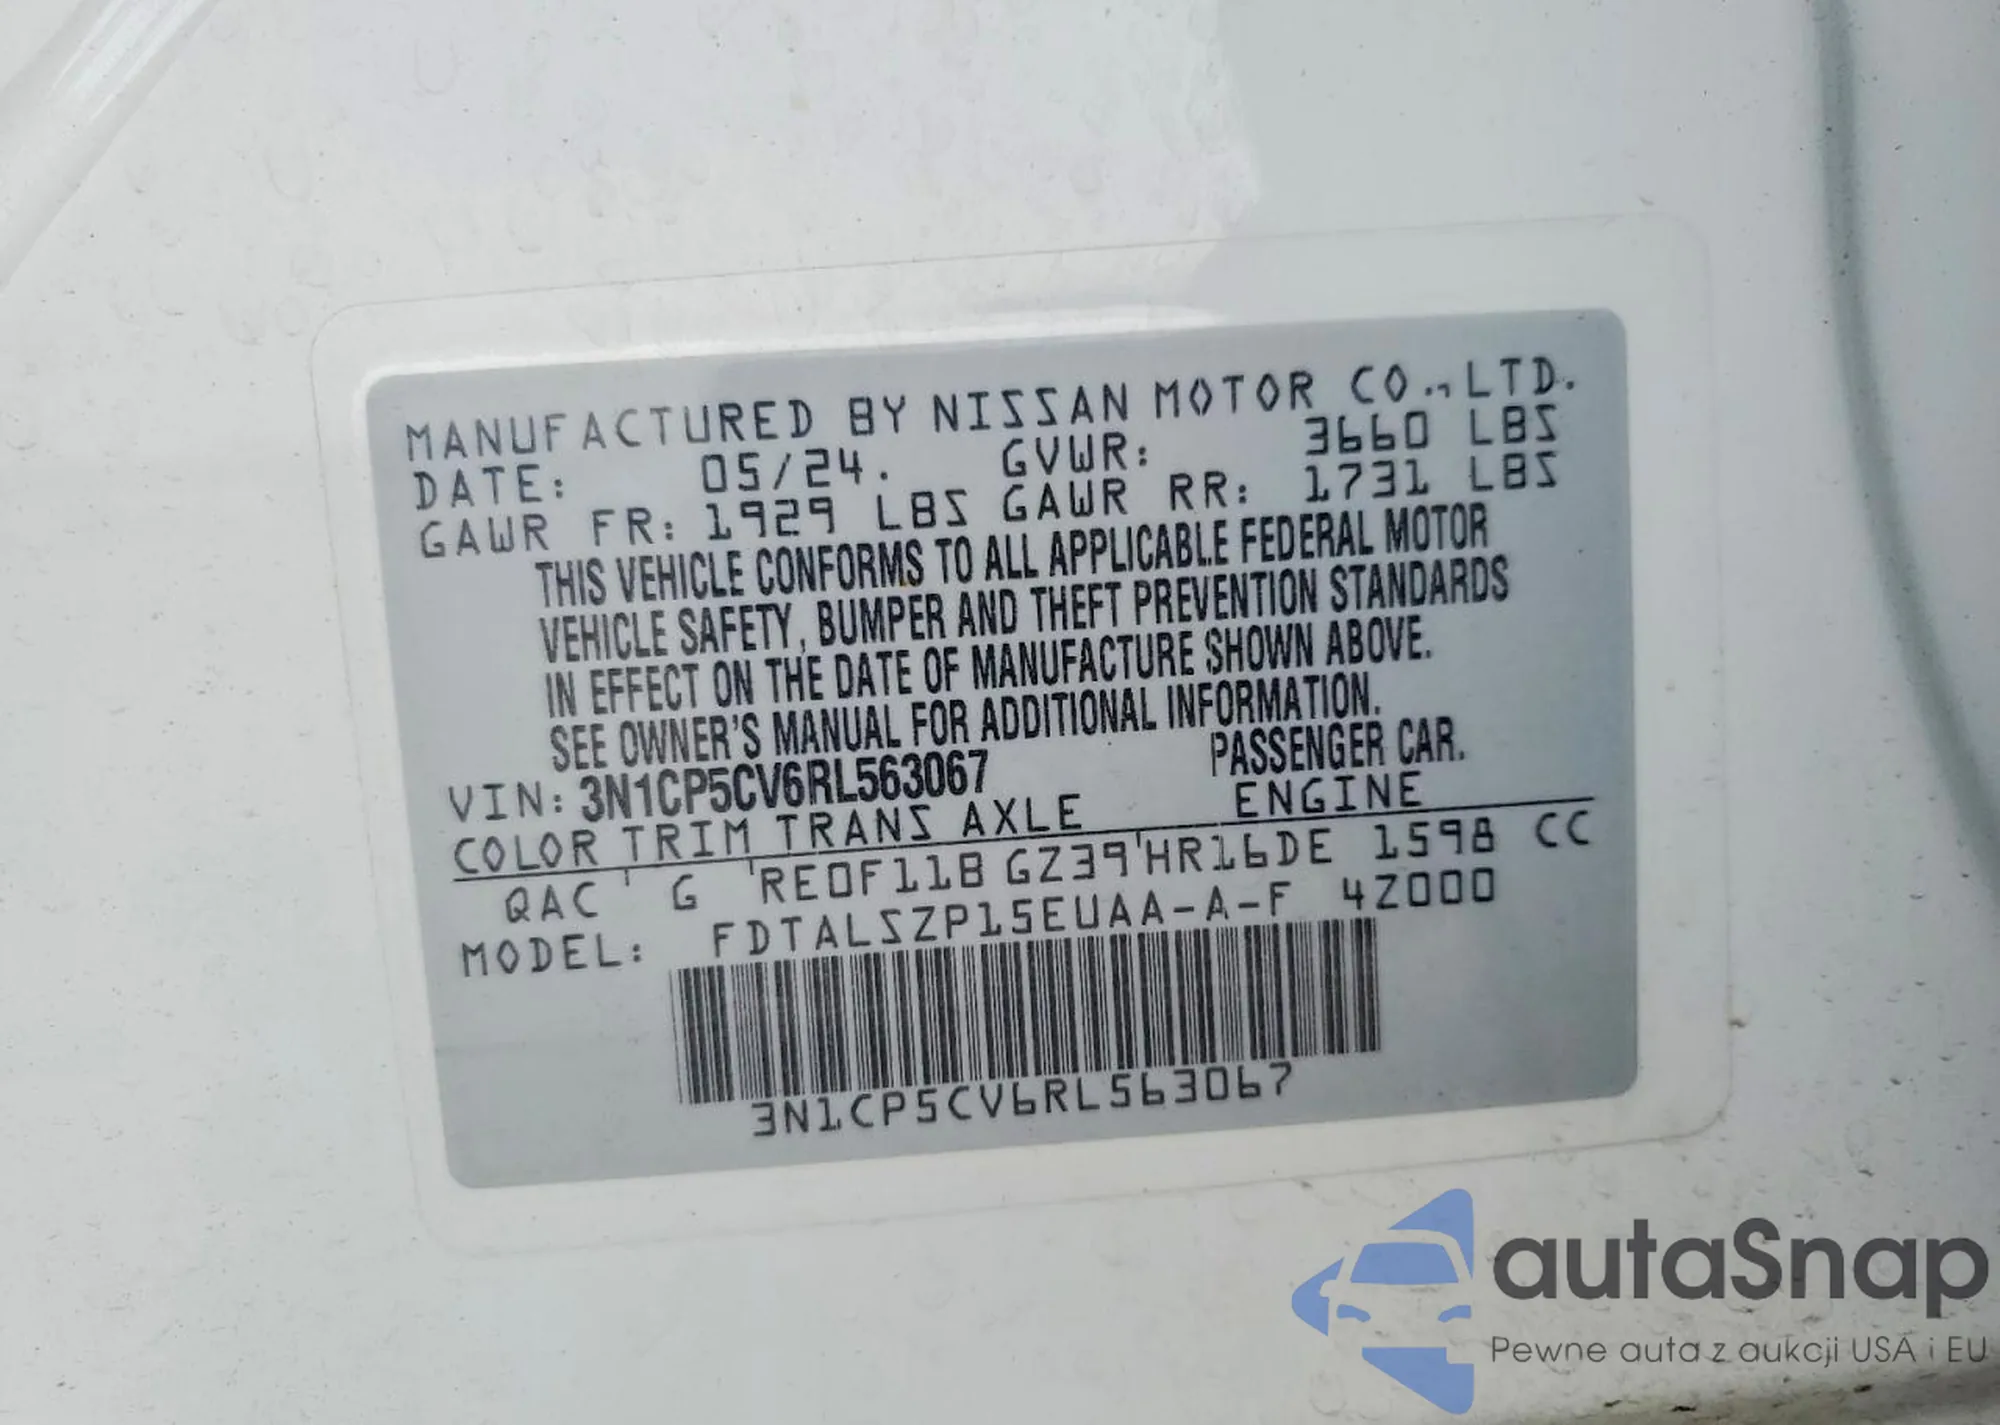 MANUFACTURED BY NISSAN MOTOR CO., LTD.
DATE: 05/24. GVWR: 3660 LBS
GAWR FR: 1929 LBS GAWR RR: 1731 LBS
THIS VEHICLE CONFORMS TO ALL APPLICABLE FEDERAL MOTOR
VEHICLE SAFETY, BUMPER AND THEFT PREVENTION STANDARDS
IN EFFECT ON THE DATE OF MANUFACTURE SHOWN ABOVE.
SEE OWNER'S MANUAL FOR ADDITIONAL INFORMATION.
VIN: 3N1CP5CV6RL563067 PASSENGER CAR.
COLOR TRIM TRANS AXLE ENGINE
QAC ' G 'RE0F11B GZ39'HR16DE 1598 CC
MODEL: FDTALSZP15EUAA-A-F 4Z000
3N1CP5CV6RL563067
autaSnap
Pewne auta z aukcji USA i EU